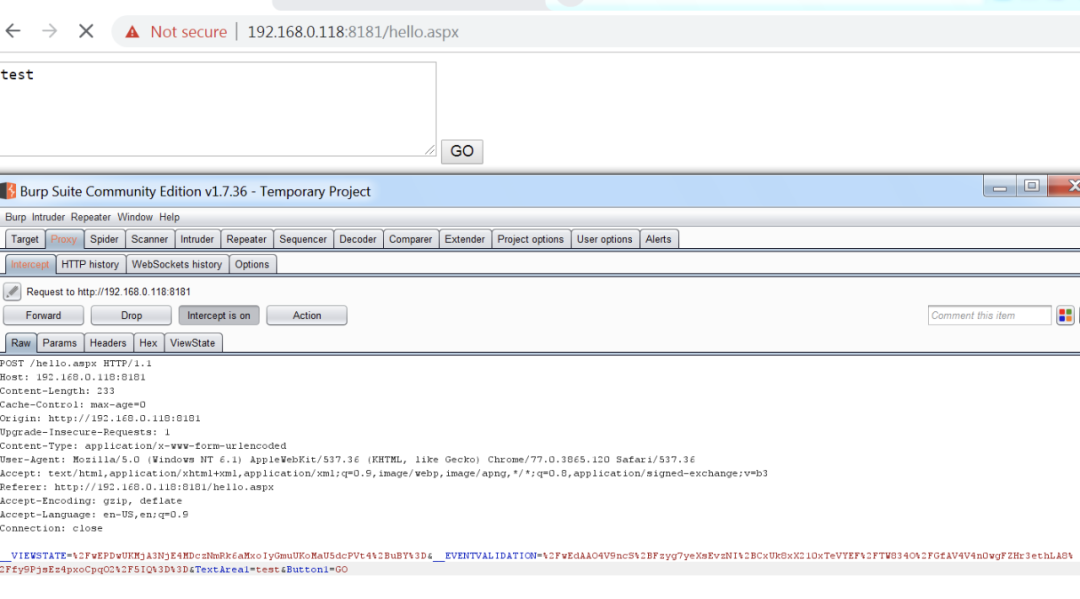 Not secure | 192.168.0.118:8181/hello.aspx
test
GO
Burp Suite Community Edition v1.7.36 - Temporary Project
Burp Intruder Repeater Window Help
Target Proxy Spider Scanner Intruder Repeater Sequencer Decoder Comparer Extender Project options User options Alerts
Intercept HTTP history WebSockets history Options
Request to http://192.168.0.118:8181
Forward Drop Intercept is on Action Comment this item
Raw Params Headers Hex ViewState
POST /hello.aspx HTTP/1.1
Host: 192.168.0.118:8181
Content-Length: 233
Cache-Control: max-age=0
Origin: http://192.168.0.118:8181
Upgrade-Insecure-Requests: 1
Content-Type: application/x-www-form-urlencoded
User-Agent: Mozilla/5.0 (Windows NT 6.1) AppleWebKit/537.36 (KHTML, like Gecko) Chrome/77.0.3865.120 Safari/537.36
Accept: text/html,application/xhtml+xml,application/xml;q=0.9,image/webp,image/apng,*/*;q=0.8,application/signed-exchange;v=b3
Referer: http://192.168.0.118:8181/hello.aspx
Accept-Encoding: gzip, deflate
Accept-Language: en-US,en;q=0.9
Connection: close
__VIEWSTATE=%2FwEPDwUKMjA3NjE4MDczNmRk6aMxoIyGmuUKoMaU5dcPVt4%2BuBY%3D&__EVENTVALIDATION=%2FwEdAAO4V9ncS%2BFzyg7yeXsEvzNI%2BCxUk8xX2l0xTeVYEF%2FTW834O%2FGfAV4V4n0wgFZHr3ethLA8%
2Ffy9PjsEz4pxoCpqO2%2F5IQ%3D%3D&TextArea1=test&Button1=GO